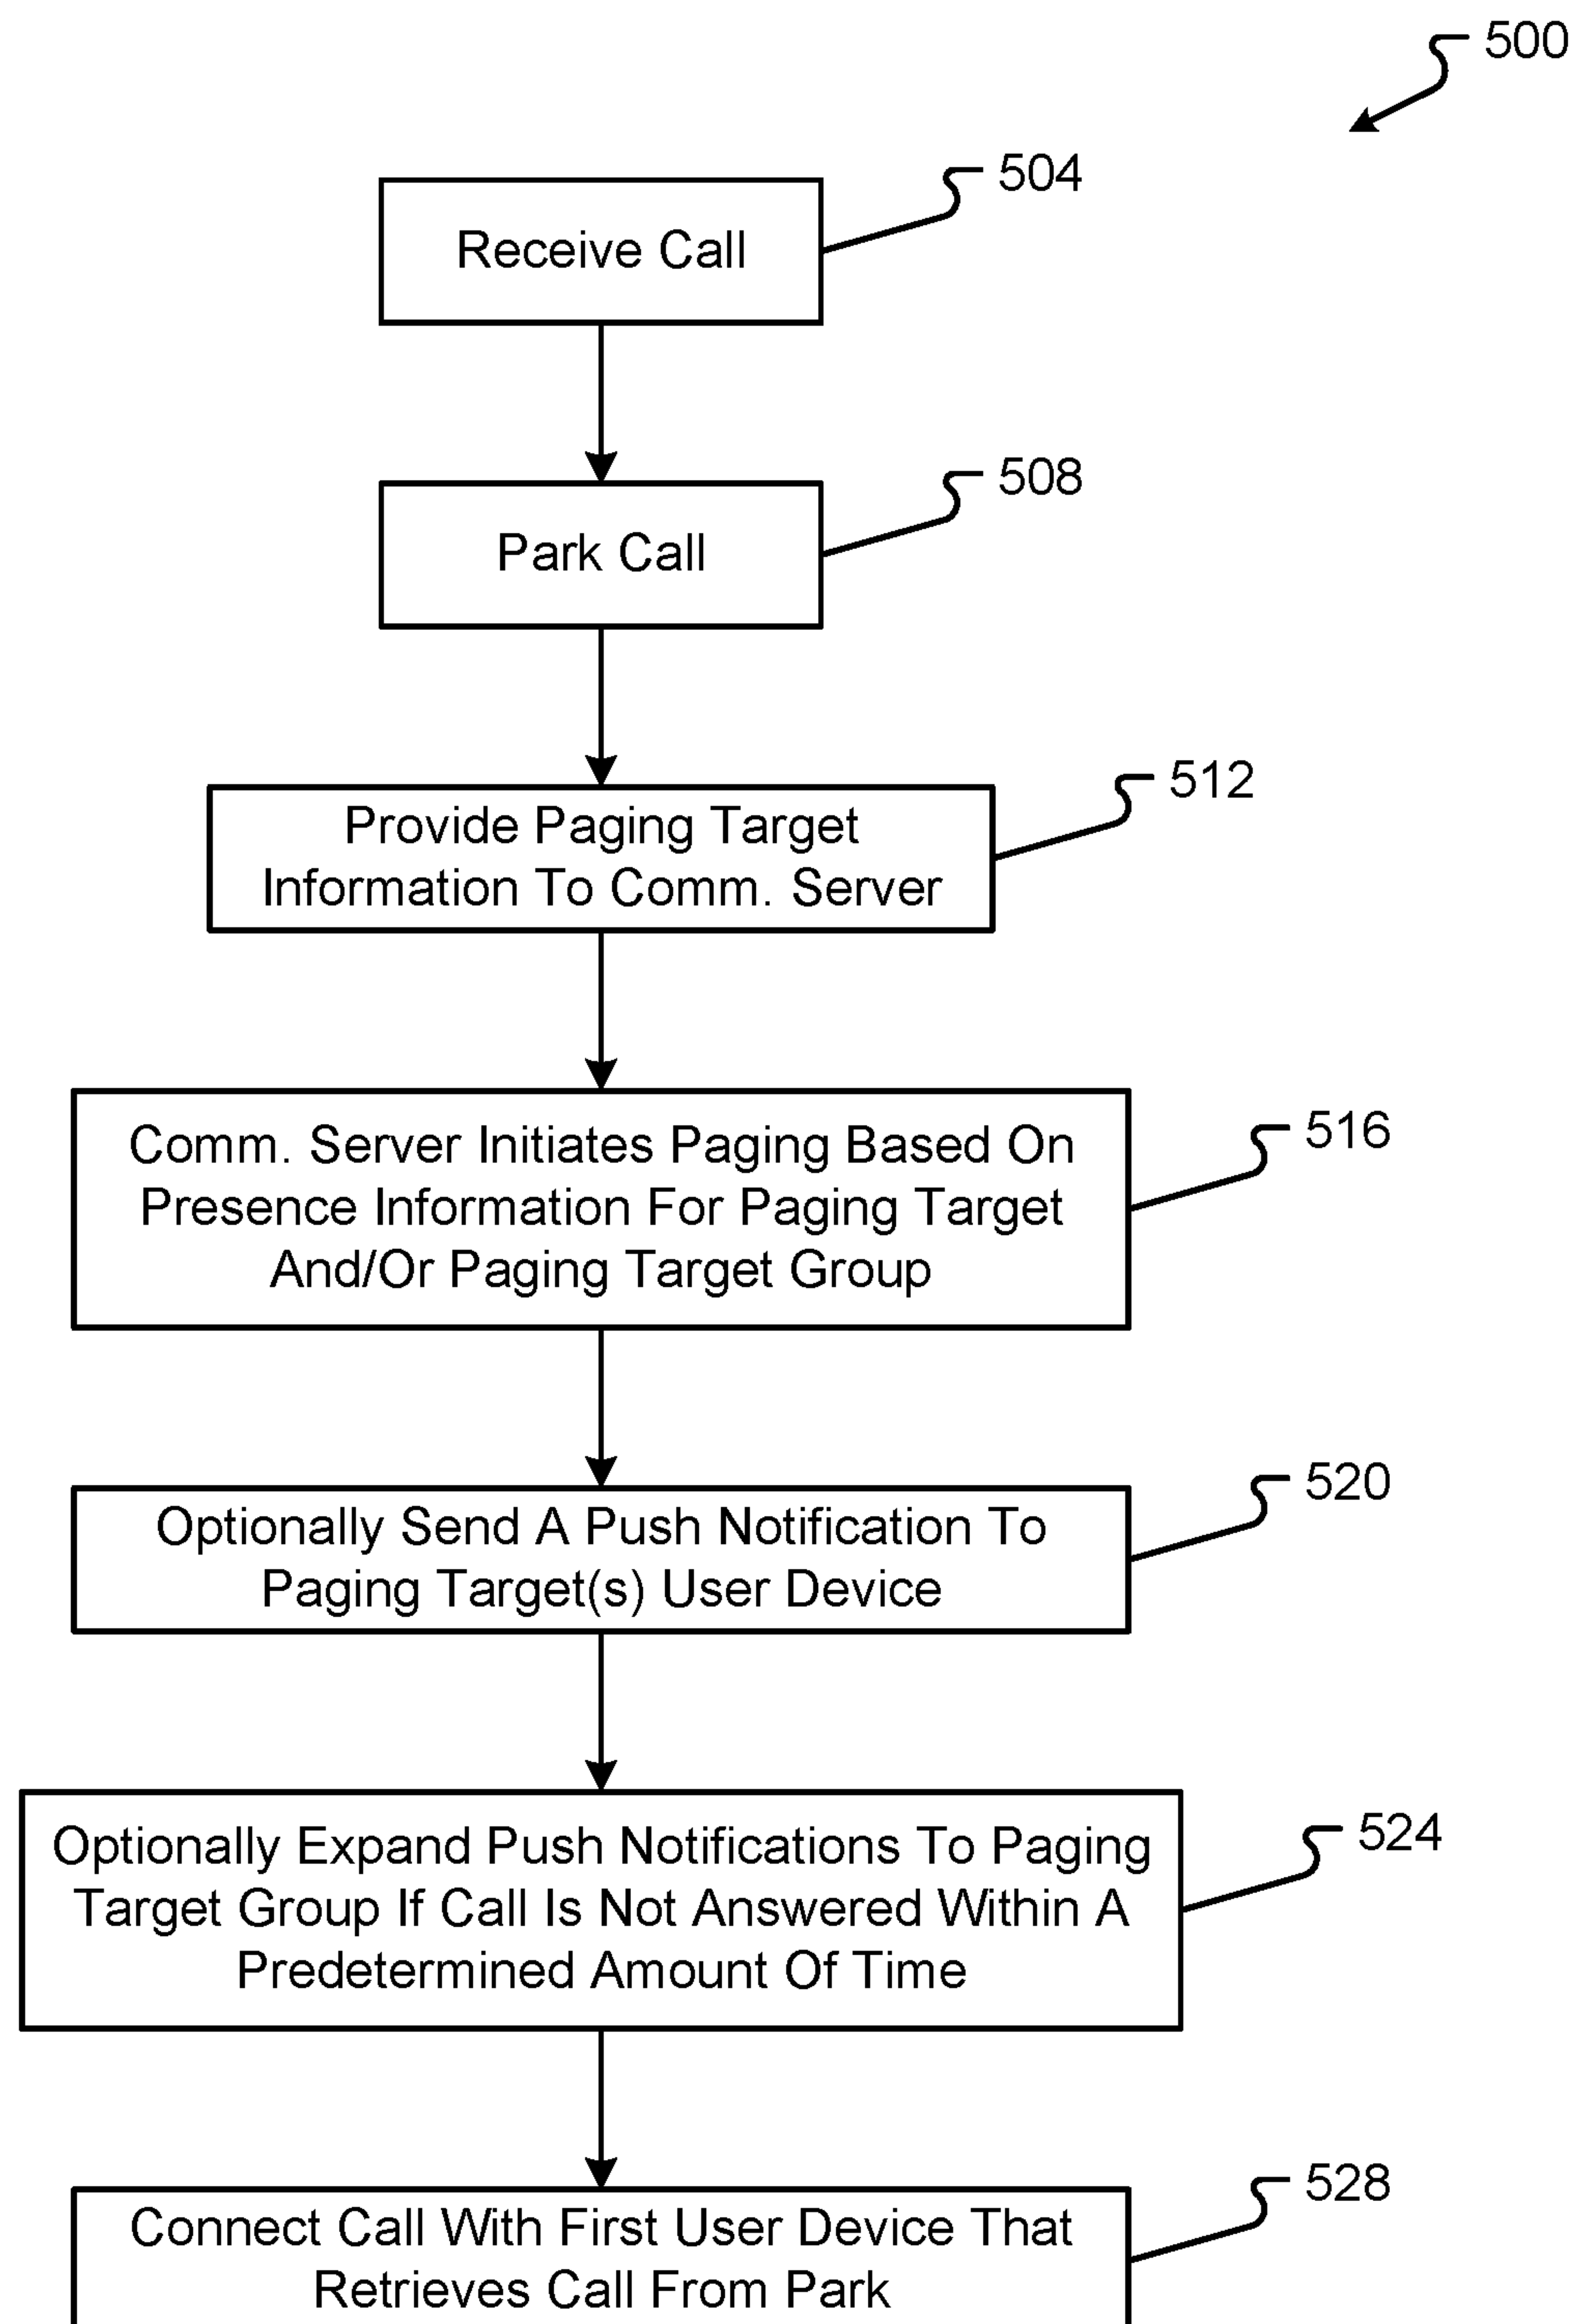 500
504
Receive Call
508
Park Call
512
Provide Paging Target
Information To Comm. Server
516
Comm. Server Initiates Paging Based On
Presence Information For Paging Target
And/Or Paging Target Group
520
Optionally Send A Push Notification To
Paging Target(s) User Device
524
Optionally Expand Push Notifications To Paging
Target Group If Call Is Not Answered Within A
Predetermined Amount Of Time
528
Connect Call With First User Device That
Retrieves Call From Park